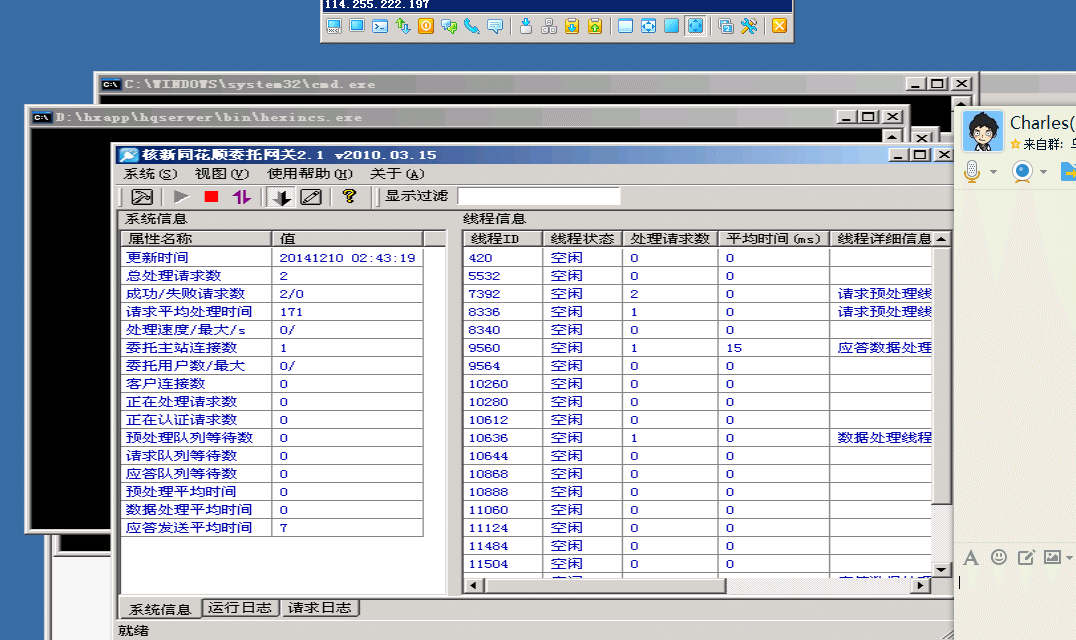 114.255.222.197
C:\WINDOWS\system32\cmd.exe
D:\hxapp\hqserver\bin\hexincs.exe
核新同花顺委托网关2.1 v2010.03.15
系统(S) 视图(V) 使用帮助(H) 关于(A)
显示过滤
系统信息
属性名称 值
更新时间 20141210 02:43:19
总处理请求数 2
成功/失败请求数 2/0
请求平均处理时间 171
处理速度/最大/s 0/
委托主站连接数 1
委托用户数/最大 0/
客户连接数 0
正在处理请求数 0
正在认证请求数 0
预处理队列等待数 0
请求队列等待数 0
应答队列等待数 0
预处理平均时间 0
数据处理平均时间 0
应答发送平均时间 7
线程信息
线程ID 线程状态 处理请求数 平均时间(ms) 线程详细信息
420 空闲 0 0
5532 空闲 0 0
7392 空闲 2 0 请求预处理线
8336 空闲 1 0 请求预处理线
8340 空闲 0 0
9560 空闲 1 15 应答数据处理
9564 空闲 0 0
10260 空闲 0 0
10280 空闲 0 0
10612 空闲 0 0
10636 空闲 1 0 数据处理线程
10644 空闲 0 0
10868 空闲 0 0
10888 空闲 0 0
11060 空闲 0 0
11124 空闲 0 0
11484 空闲 0 0
11504 空闲 0 0
系统信息 运行日志 请求日志
就绪
Charles(
来自群: